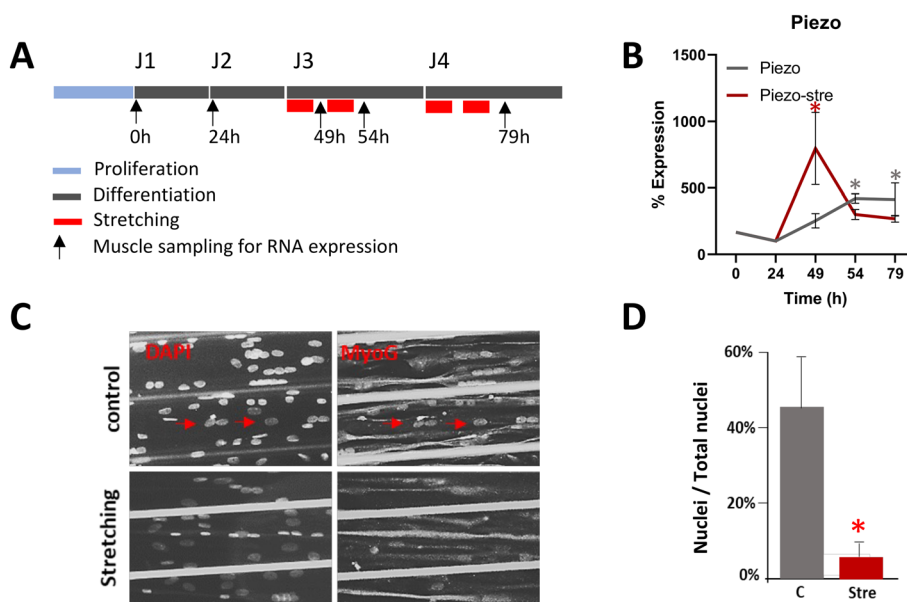 A
J1 J2 J3 J4
0h 24h 49h 54h 79h
Proliferation
Differentiation
Stretching
Muscle sampling for RNA expression
B
Piezo
1500
1000
500
0
% Expression
Piezo
Piezo-stre
*
* *
0 24 49 54 79
Time (h)
C
DAPI MyoG
control
Stretching
D
60%
40%
20%
0%
Nuclei / Total nuclei
*
C Stre